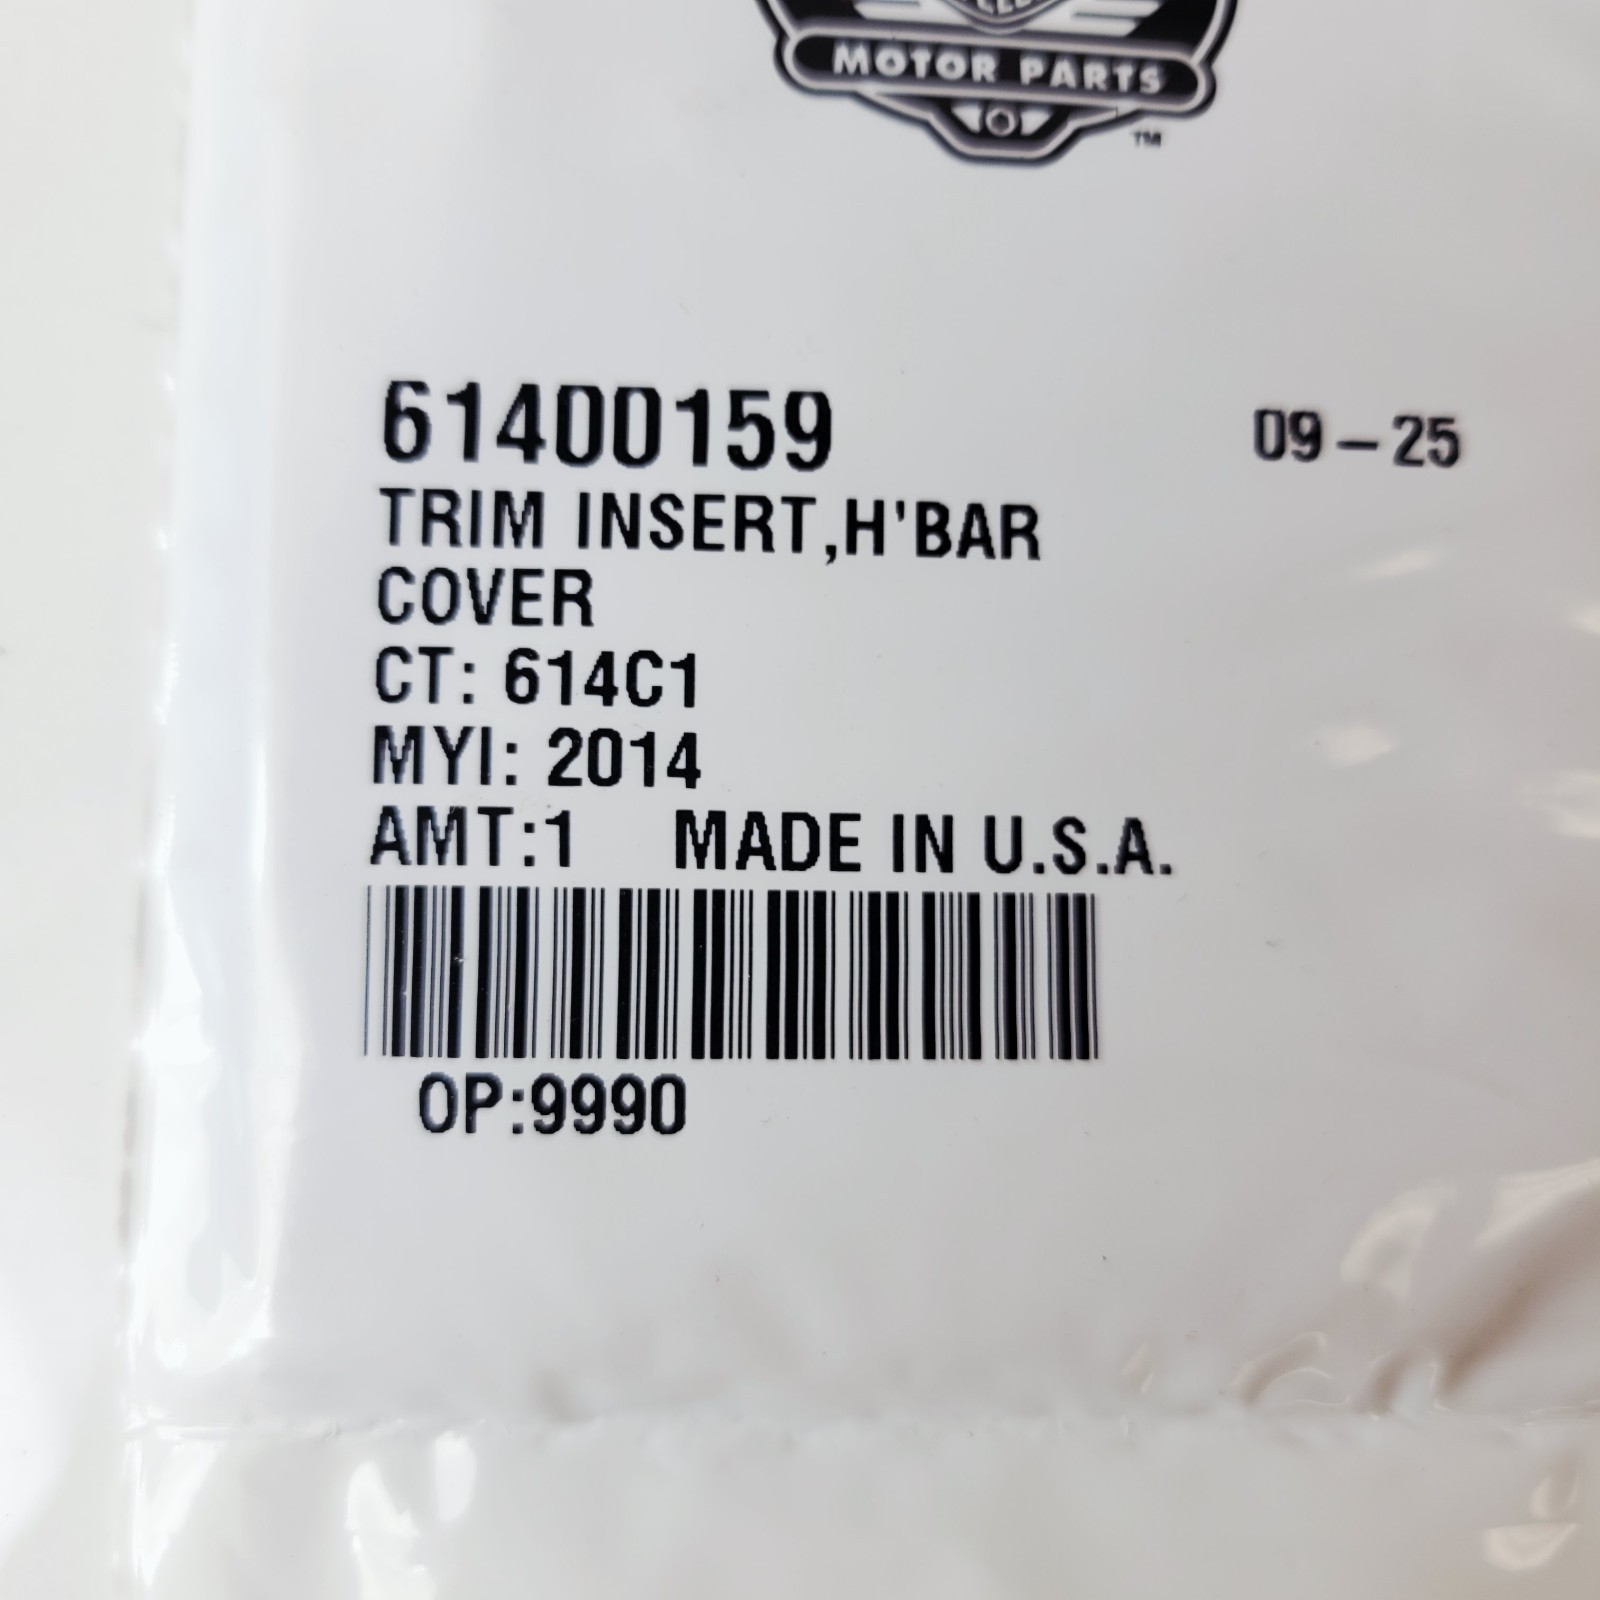 MOTOR PARTS
TM
61400159 09-25
TRIM INSERT,H'BAR
COVER
CT: 614C1
MYI: 2014
AMT:1 MADE IN U.S.A.
OP:9990